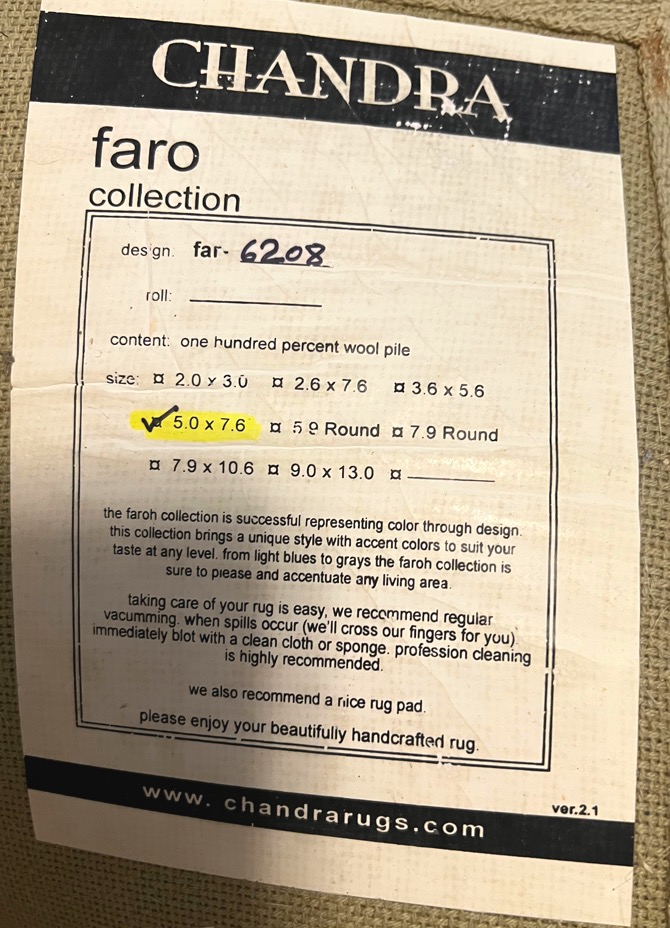 CHANDRA
faro
collection
design. far- 6208
roll:
content: one hundred percent wool pile
size: ¤ 2.0 x 3.0 ¤ 2.6 x 7.6 ¤ 3.6 x 5.6
✓¤ 5.0 x 7.6 ¤ 5 9 Round ¤ 7.9 Round
¤ 7.9 x 10.6 ¤ 9.0 x 13.0 ¤
the faroh collection is successful representing color through design.
this collection brings a unique style with accent colors to suit your
taste at any level. from light blues to grays the faroh collection is
sure to please and accentuate any living area.
taking care of your rug is easy, we recommend regular
vacumming. when spills occur (we'll cross our fingers for you)
immediately blot with a clean cloth or sponge. profession cleaning
is highly recommended.
we also recommend a nice rug pad.
please enjoy your beautifully handcrafted rug.
ver.2.1
www. chandrarugs.com